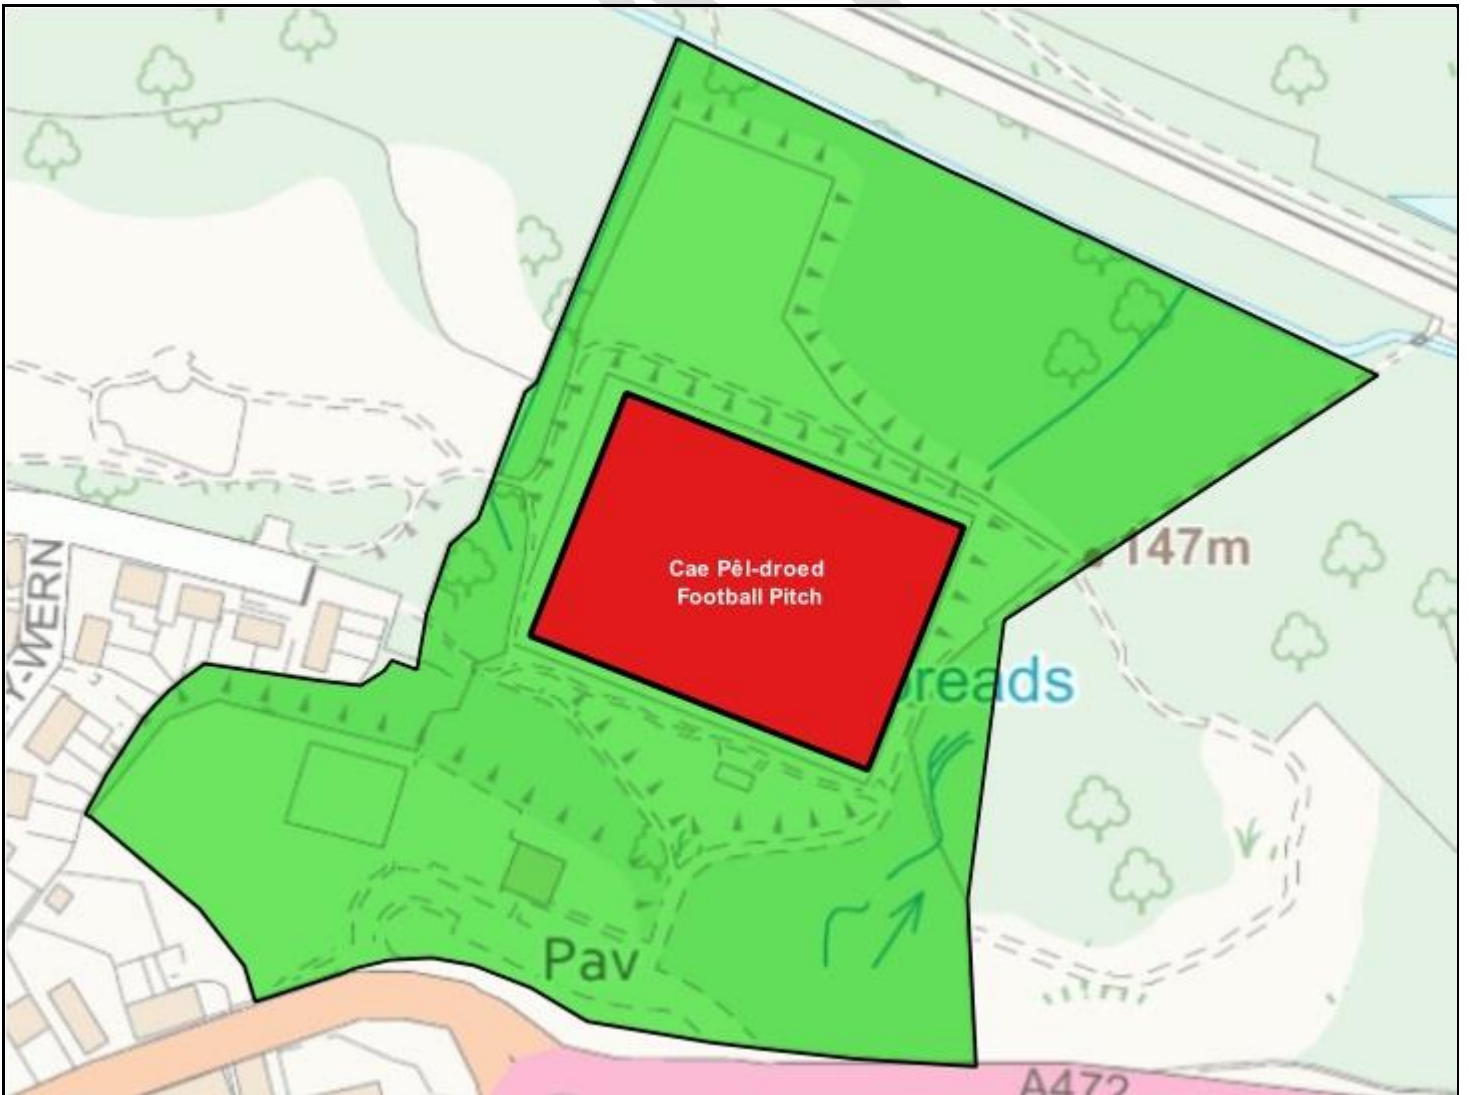 147m
Y-WERN
Cae Pêl-droed
Football Pitch
reads
Pav
A472